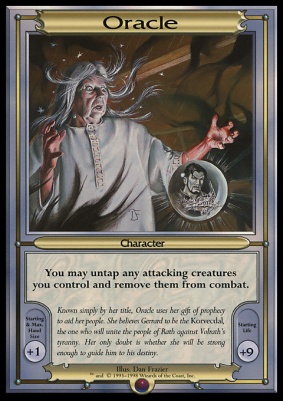 Oracle
Character
You may untap any attacking creatures
you control and remove them from combat.
Known simply by her title, Oracle uses her gift of prophecy
to aid her people. She believes Gerrard to be the Korvecdal,
the one who will unite the people of Rath against Volrath's
tyranny. Her only doubt is whether she will be strong
enough to guide him to his destiny.
Starting
& Max.
Hand
Size
+1
Starting
Life
+9
Illus. Dan Frazier
™ and © 1993–1998 Wizards of the Coast, Inc.